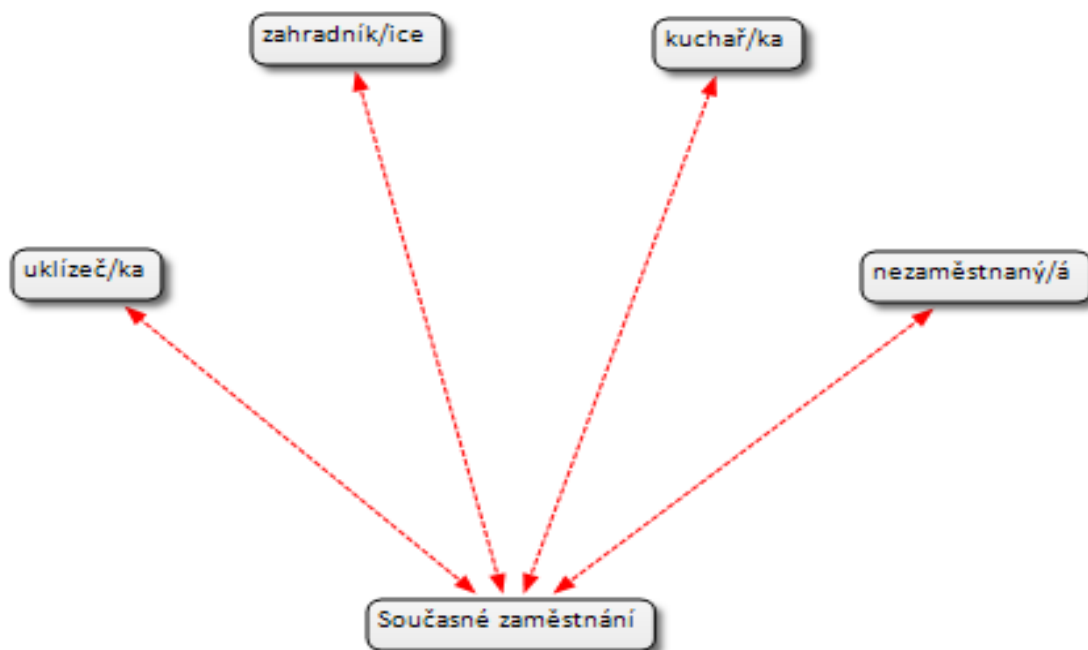 zahradník/ice
kuchař/ka
uklízeč/ka
nezaměstnaný/á
Současné zaměstnání